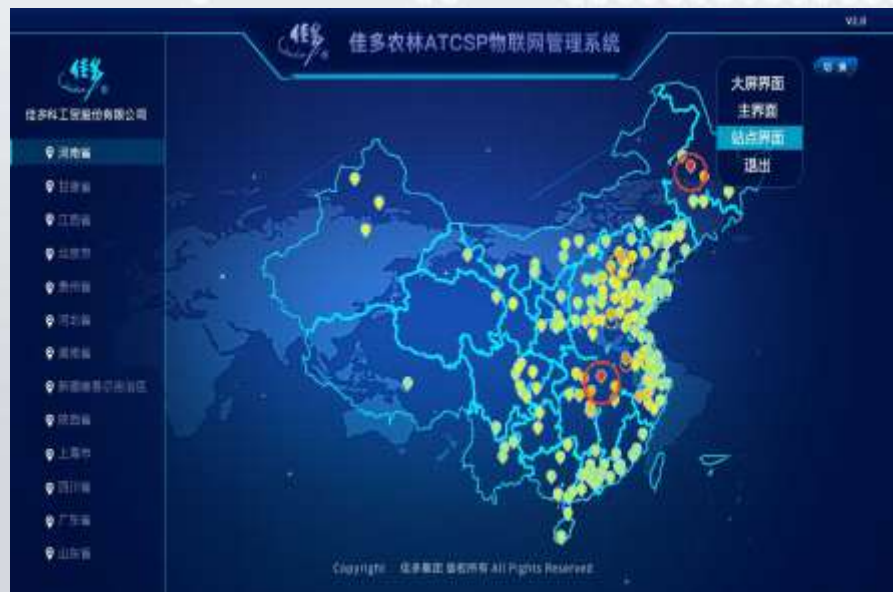 V1.0
佳多农林ATCSP物联网管理系统
佳多科工贸股份有限公司
切换
大屏界面
主界面
站点界面
退出
河南省
甘肃省
江西省
北京市
贵州省
河北省
湖南省
新疆维吾尔自治区
陕西省
上海市
四川省
广东省
山东省
Copyright 佳多集团 版权所有 All Rights Reserved